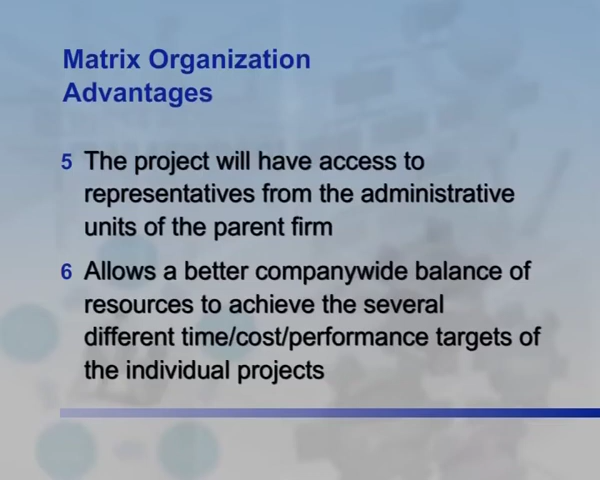 Matrix Organization
Advantages
5 The project will have access to
representatives from the administrative
units of the parent firm
6 Allows a better companywide balance of
resources to achieve the several
different time/cost/performance targets of
the individual projects